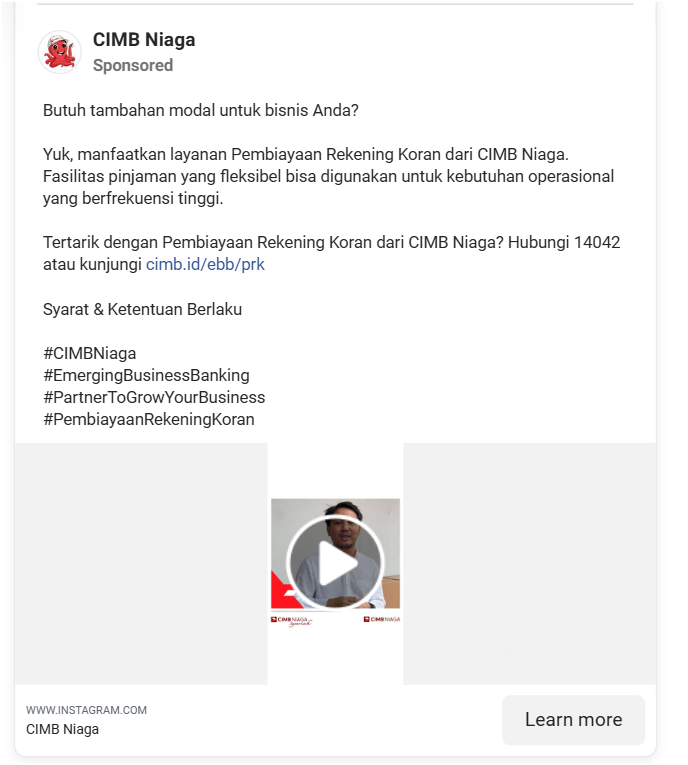 CIMB Niaga
Sponsored
Butuh tambahan modal untuk bisnis Anda?
Yuk, manfaatkan layanan Pembiayaan Rekening Koran dari CIMB Niaga.
Fasilitas pinjaman yang fleksibel bisa digunakan untuk kebutuhan operasional
yang berfrekuensi tinggi.
Tertarik dengan Pembiayaan Rekening Koran dari CIMB Niaga? Hubungi 14042
atau kunjungi cimb.id/ebb/prk
Syarat & Ketentuan Berlaku
#CIMBNiaga
#EmergingBusinessBanking
#PartnerToGrowYourBusiness
#PembiayaanRekeningKoran
CIMB NIAGA Syariah CIMB NIAGA
WWW.INSTAGRAM.COM
CIMB Niaga
Learn more